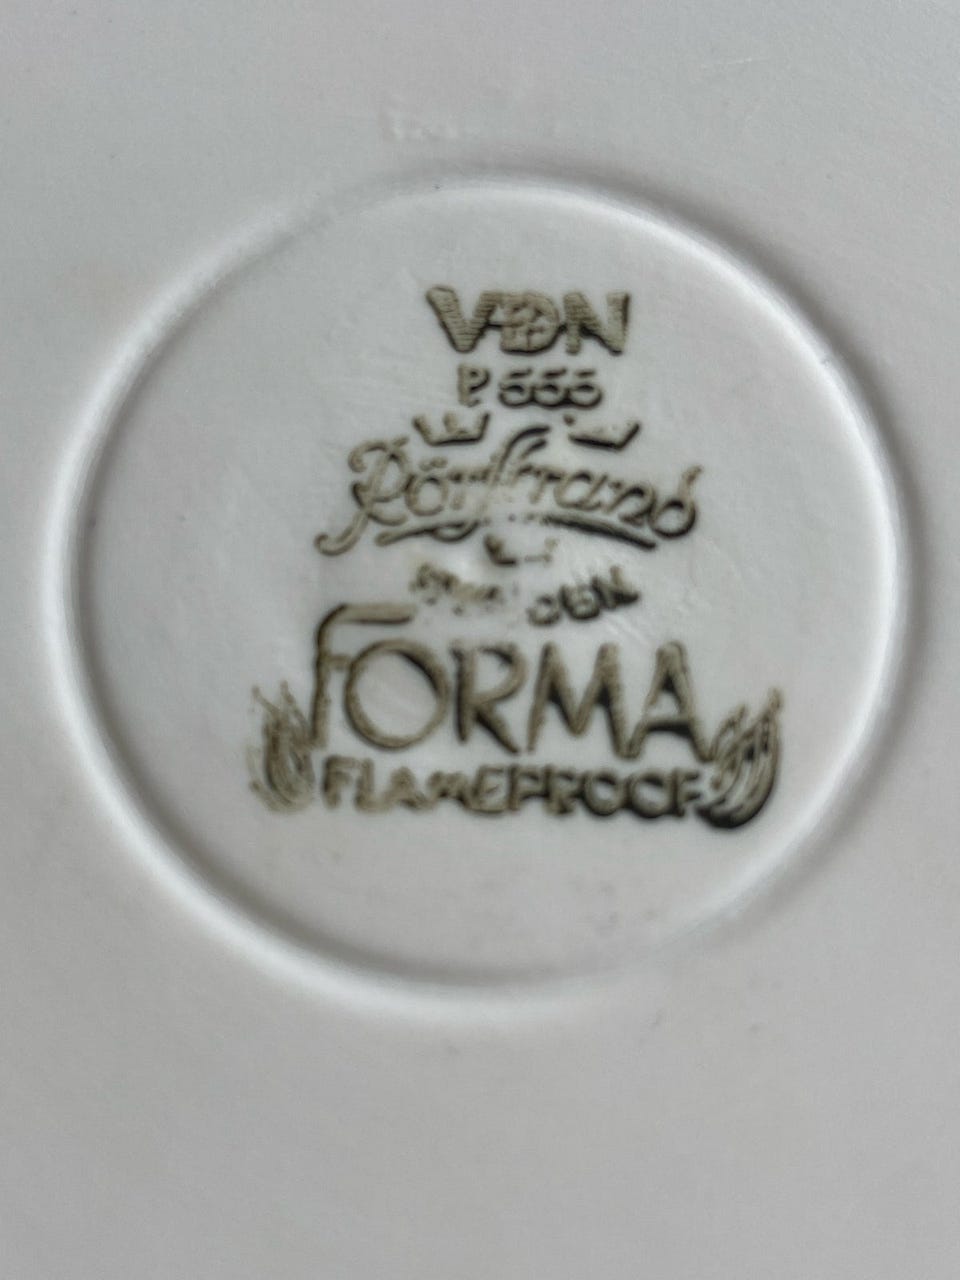 VDN
P 555
Rörstrand
FORMA
FLAMEPROOF